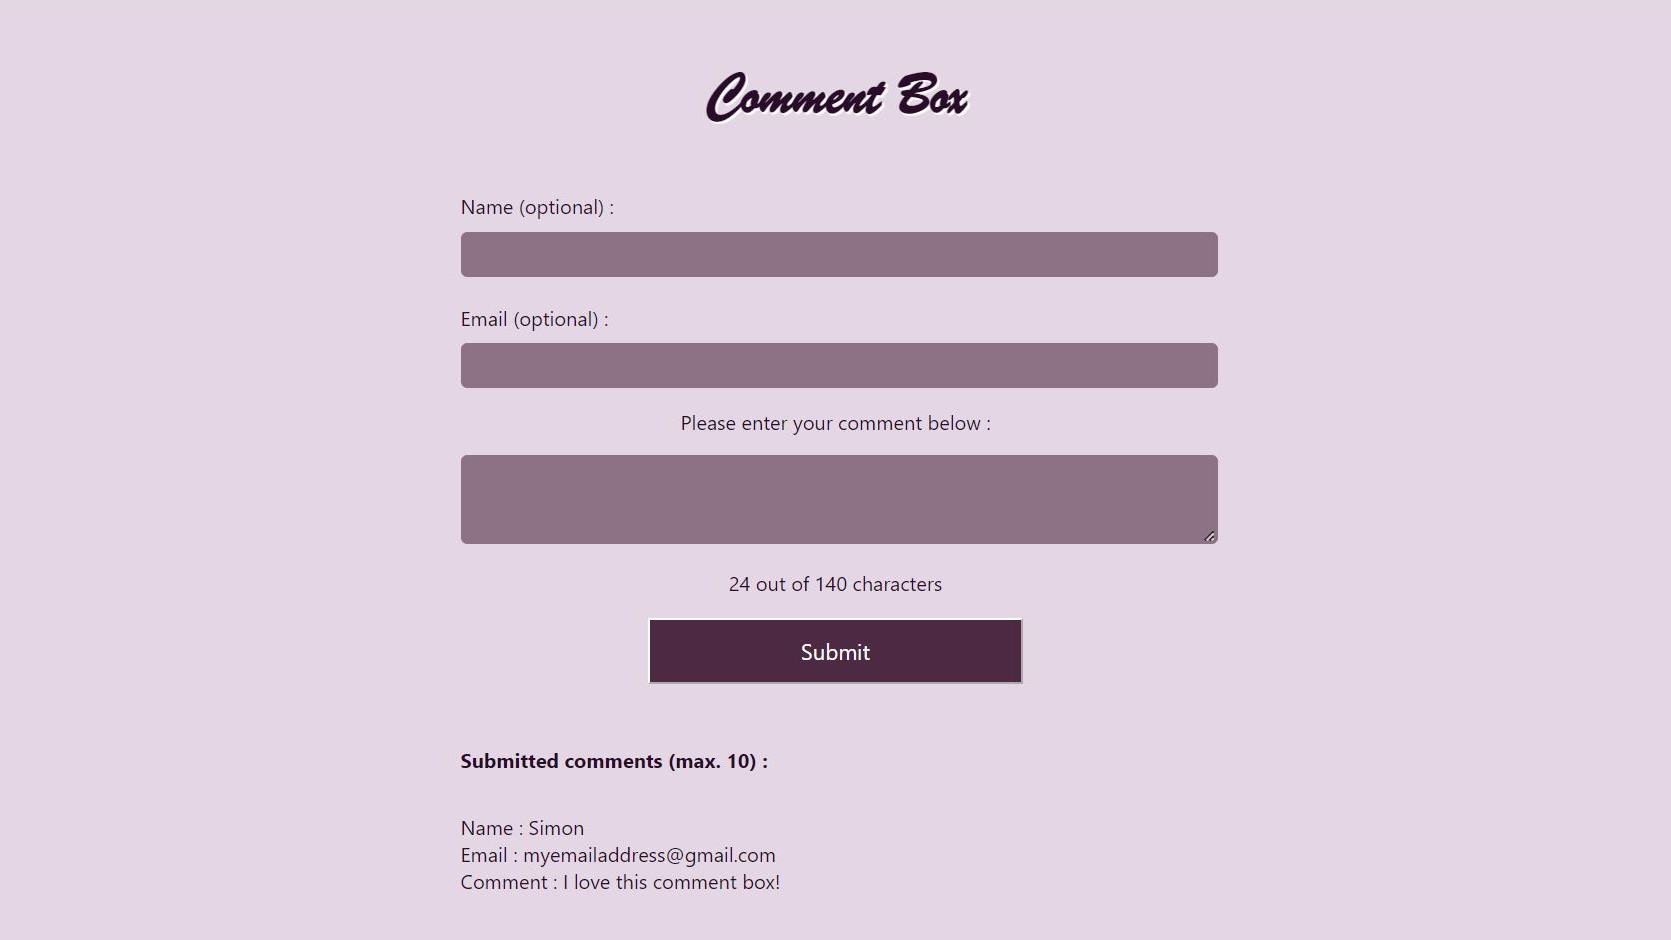 Comment Box
Name (optional) :
Email (optional) :
Please enter your comment below :
24 out of 140 characters
Submit
Submitted comments (max. 10) :
Name : Simon
Email : myemailaddress@gmail.com
Comment : I love this comment box!